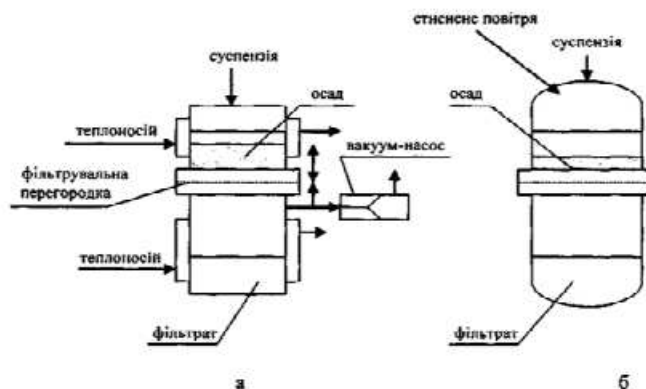 стиснене повітря
суспензія
суспензія
осад
осад
теплоносій
вакуум-насос
фільтрувальна
перегородка
теплоносій
фільтрат
фільтрат
а
б